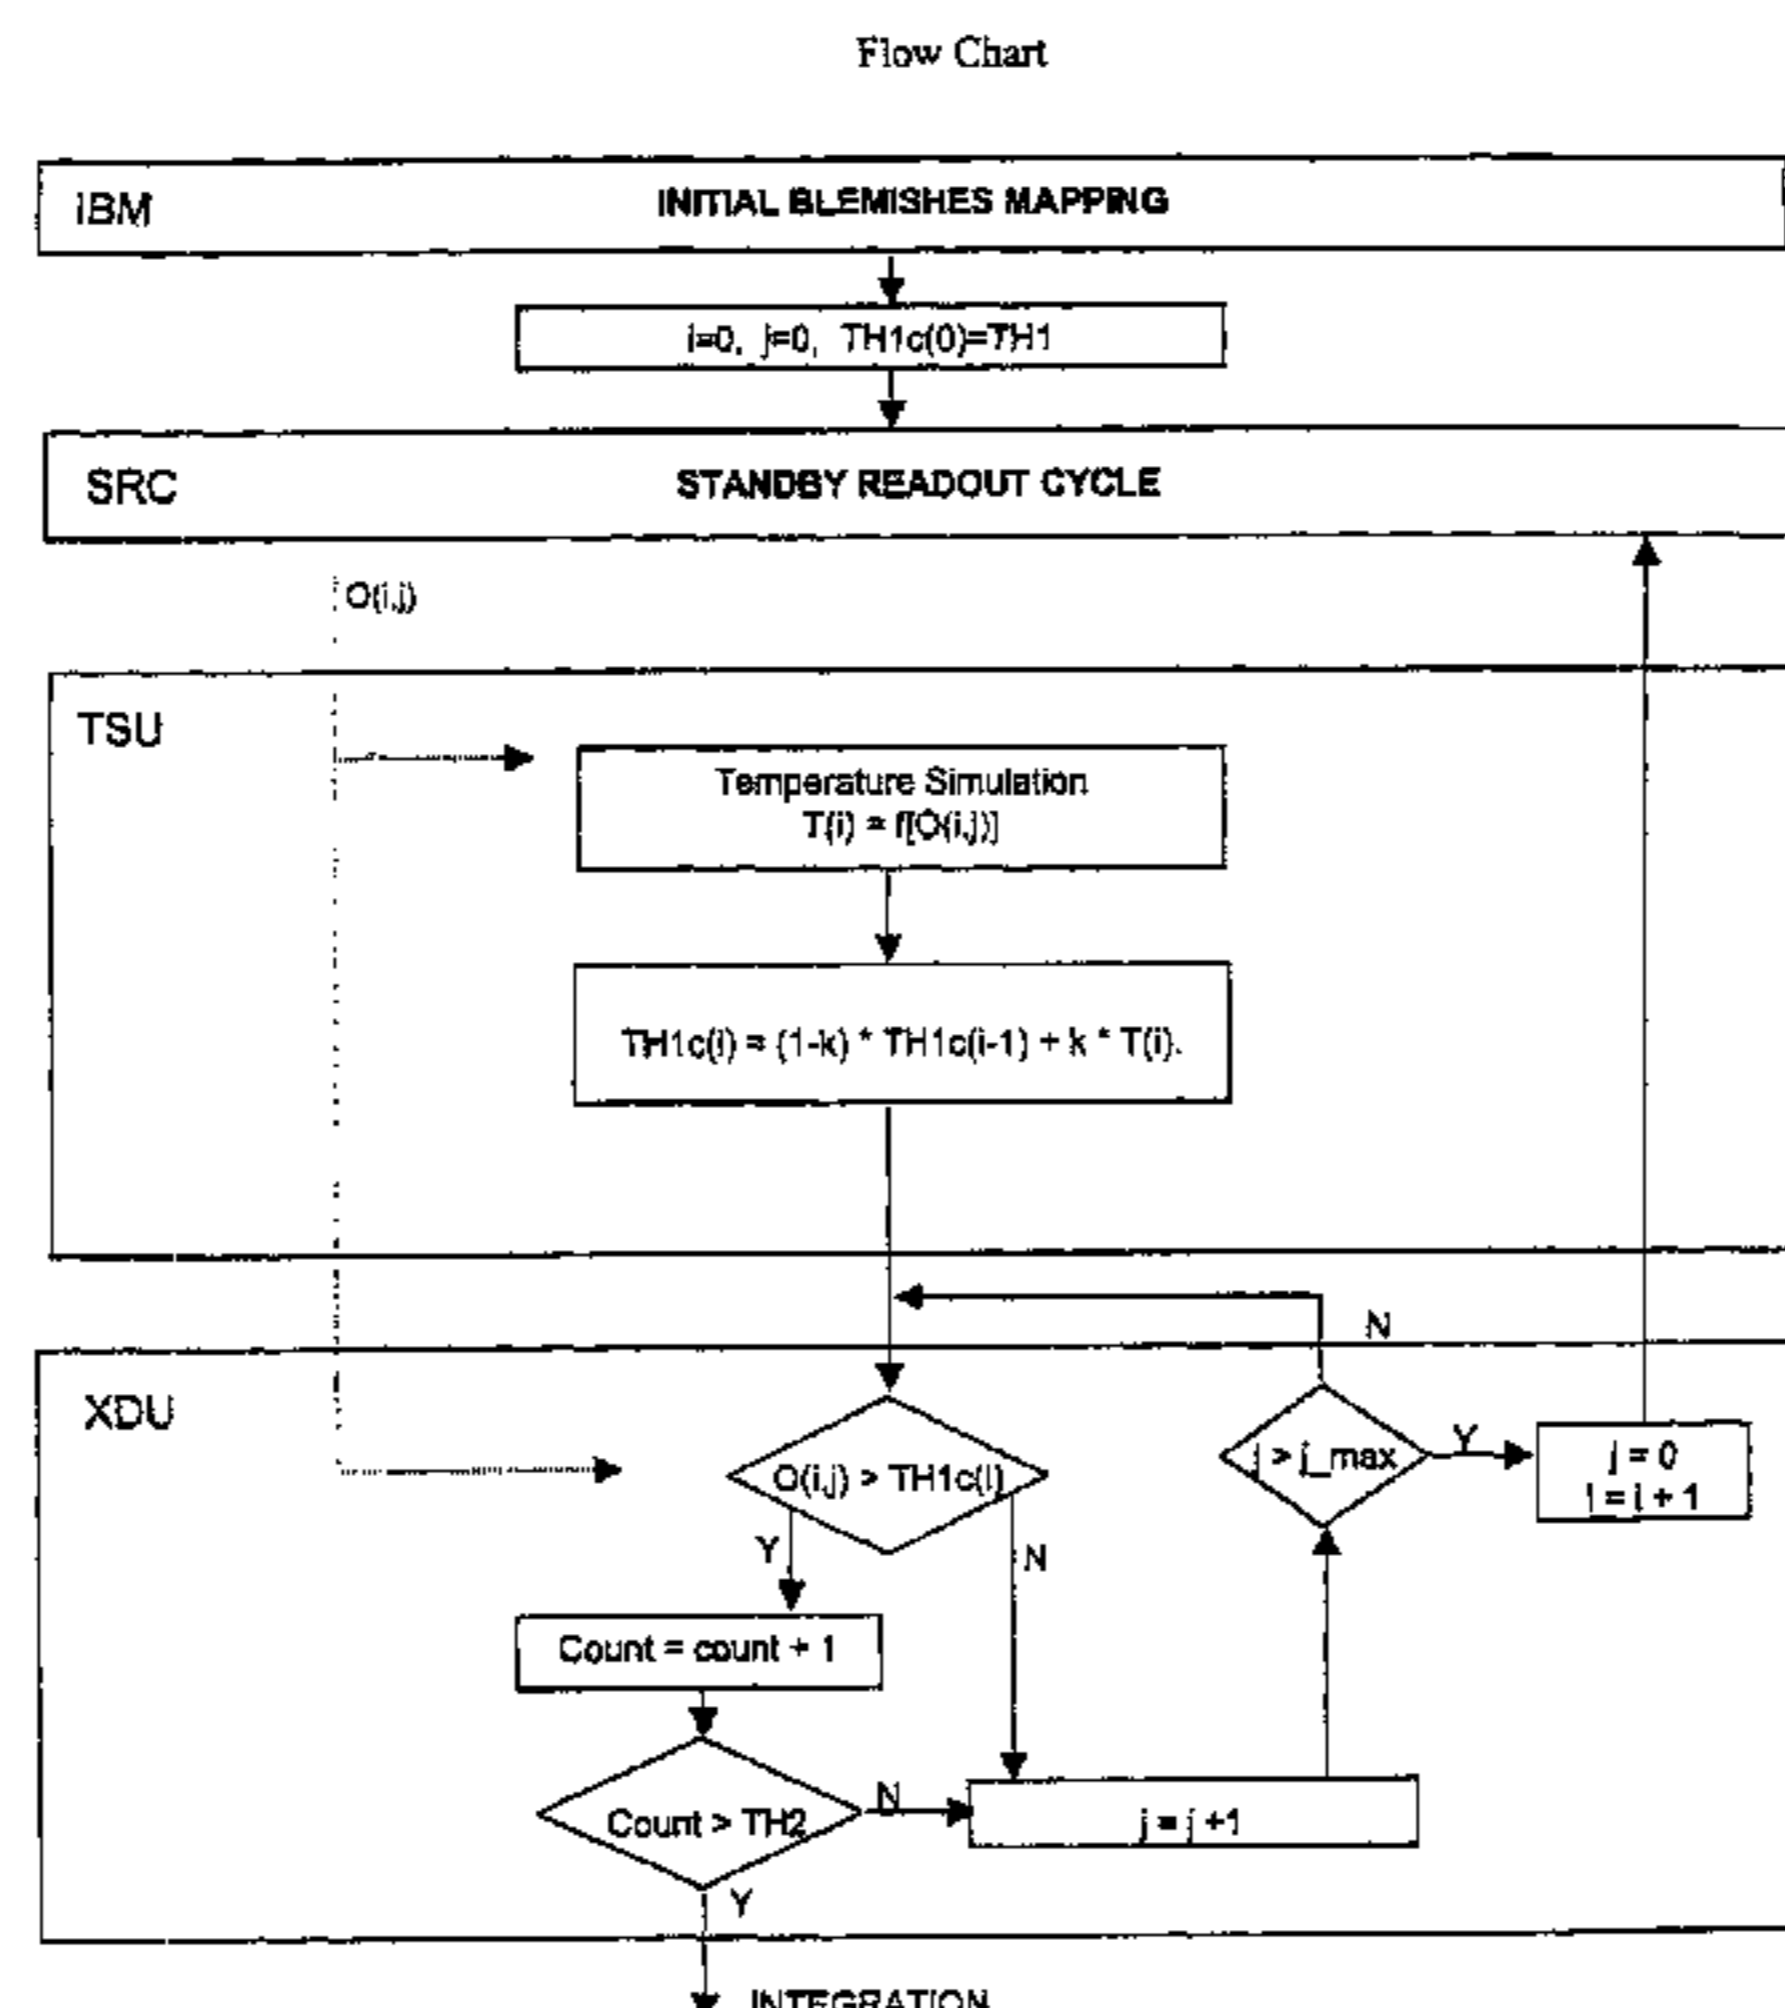 Flow Chart
IBM
INITIAL BLEMISHES MAPPING
i=0, j=0, TH1c(0)=TH1
SRC
STANDBY READOUT CYCLE
O(i,j)
TSU
Temperature Simulation
T(i) = f[O(i,j)]
TH1c(i) = (1-k) * TH1c(i-1) + k * T(i).
N
XDU
O(i,j) > TH1c(i)
j > j_max
Y
j = 0
i = i + 1
Y
N
Count = count + 1
Count > TH2
N
j = j +1
Y
INTEGRATION